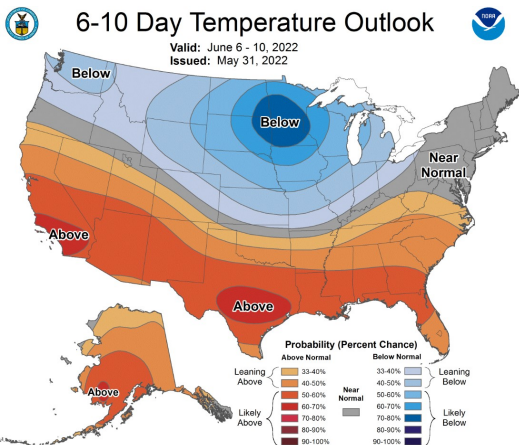 6-10 Day Temperature Outlook
Valid: June 6 - 10, 2022
Issued: May 31, 2022
NOAA
Below
Below
Near
Normal
Above
Above
Above
Probability (Percent Chance)
Above Normal
Below Normal
Leaning
Above
33-40%
40-50%
Likely
Above
50-60%
60-70%
70-80%
80-90%
90-100%
Near
Normal
33-40%
40-50%
Leaning
Below
50-60%
60-70%
70-80%
80-90%
90-100%
Likely
Below